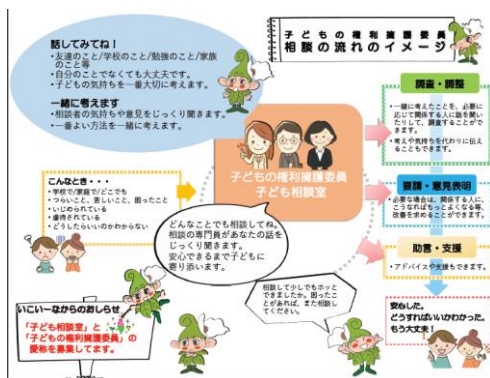 子どもの権利擁護委員
相談の流れのイメージ
話してみてね！
・友達のこと/学校のこと/勉強のこと/家族
のこと等
・自分のことでなくても大丈夫です。
・子どもの気持ちを一番大切に考えます。
一緒に考えます
・相談者の気持ちや意見をじっくり聞きます。
・一番よい方法を一緒に考えます。
こんなとき・・・
・学校で/家庭で/どこでも
・つらいこと、苦しいこと、困ったこと
・いじめられている
・虐待されている
・どうしたらいいのかわからない
子どもの権利擁護委員
子ども相談室
どんなことでも相談してね。
相談の専門員があなたの話を
じっくり聞きます。
安心できるまで子どもに
寄り添います。
調査・調整
・一緒に考えたことを、必要に
応じて関係する人に話を聞い
たりして、調査することがで
きます。
・考えや気持ちを代わりに伝え
ることもできます。
要請・意見表明
・必要な場合は、関係する人に、
こうなればもっとよくなる等、
改善を求めることができます。
助言・支援
・アドバイスや支援もできます。
安心した。
どうすればいいかわかった。
もう大丈夫！
相談して少しでもホッと
できましたか。困ったこ
とがあれば、また相談し
てください。
いこいーなからのおしらせ
「子ども相談室」と
「子どもの権利擁護委員」の
愛称を募集してます。